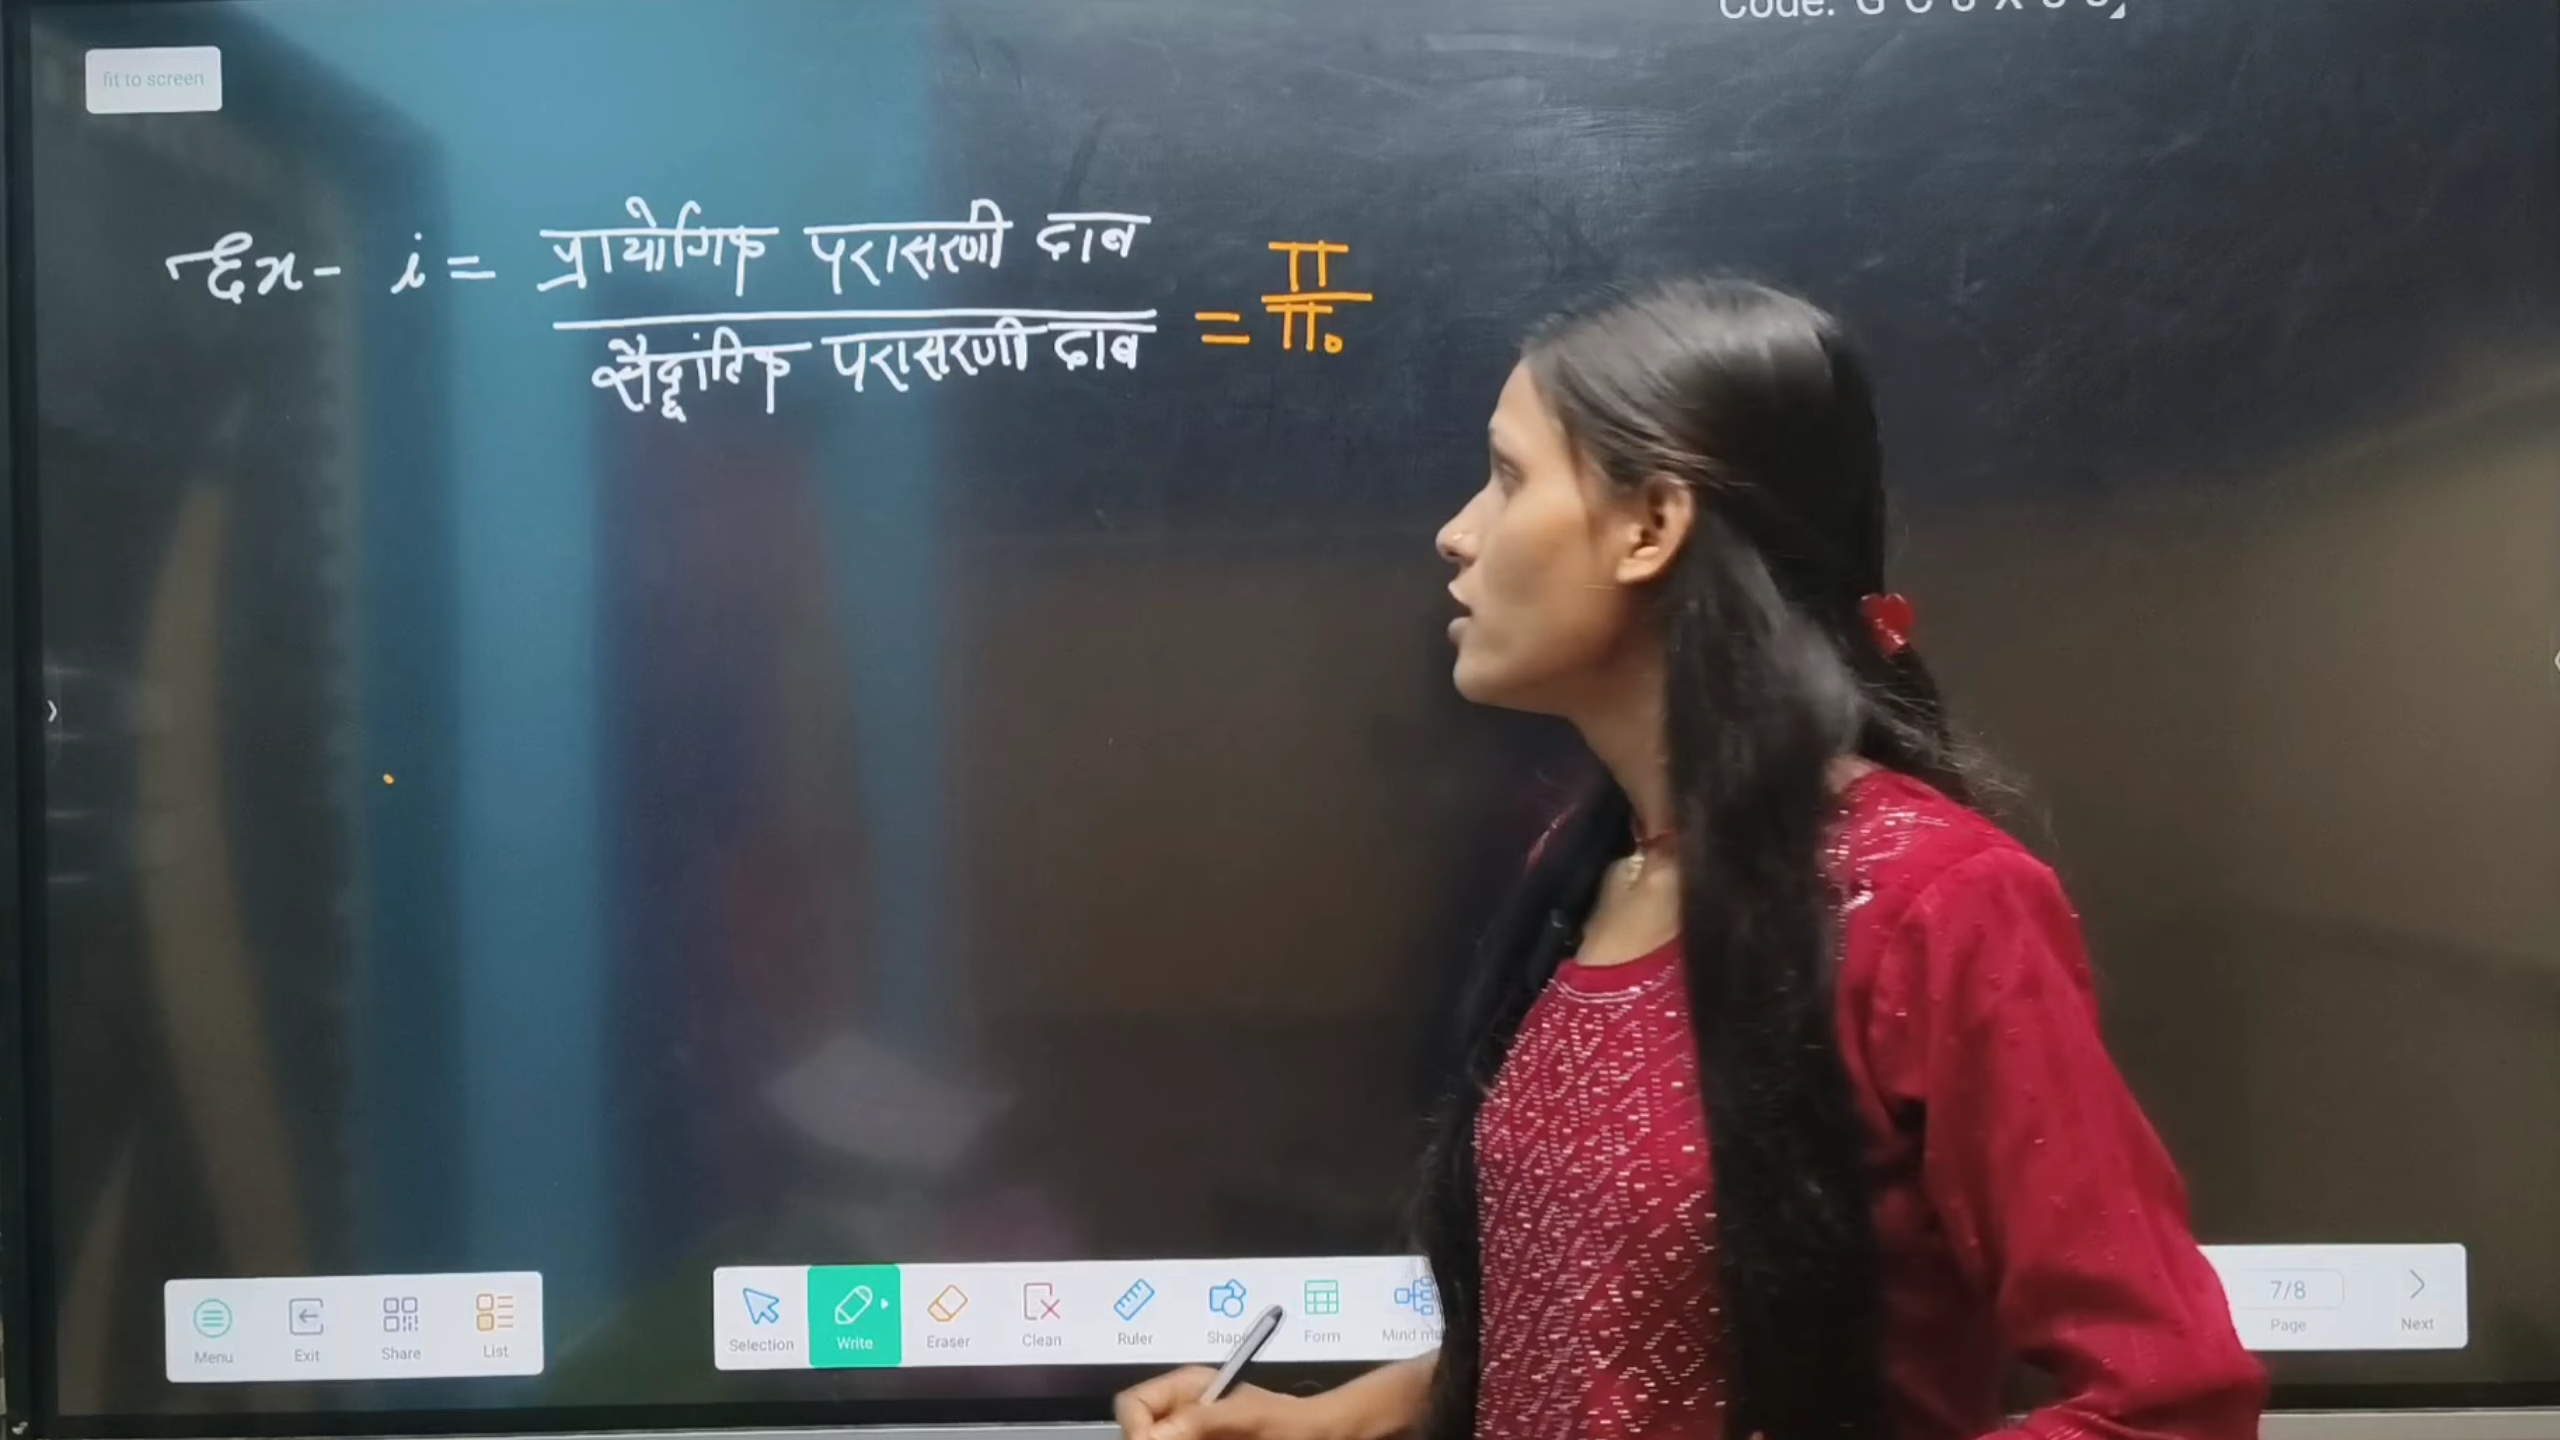 fit to screen
Ex - i = प्रायोगिक परासरणी दाब / सैद्धांतिक परासरणी दाब = π / π₀
Menu Exit Share List
Selection Write Eraser Clean Ruler Form Mind
7/8
Page Next